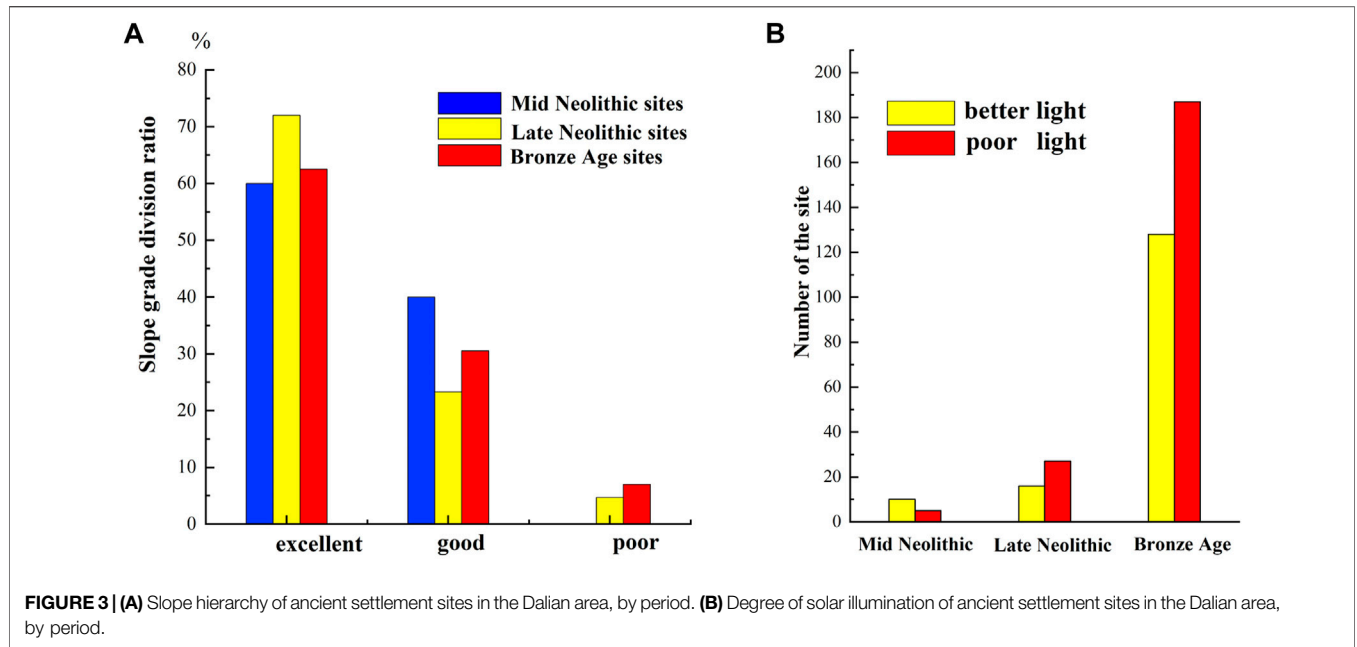 A
%
80
70
60
50
40
30
20
10
0
Slope grade division ratio
Mid Neolithic sites
Late Neolithic sites
Bronze Age sites
excellent good poor
B
200
180
160
140
120
100
80
60
40
20
0
Number of the site
better light
poor light
Mid Neolithic Late Neolithic Bronze Age
FIGURE 3 | (A) Slope hierarchy of ancient settlement sites in the Dalian area, by period. (B) Degree of solar illumination of ancient settlement sites in the Dalian area,
by period.